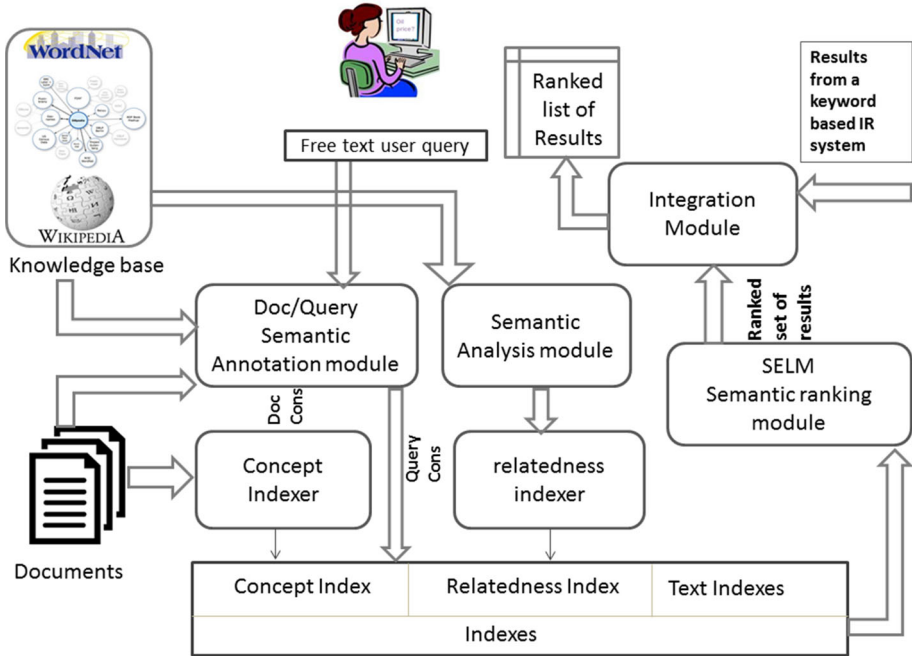 WORDNET
WIKIPEDIA
Knowledge base
Oil
price?
Free text user query
Ranked
list of
Results
Results
from a
keyword
based IR
system
Integration
Module
Doc/Query
Semantic
Annotation module
Semantic
Analysis module
Ranked
set of
results
SELM
Semantic ranking
module
Doc
Cons
Query
Cons
Concept
Indexer
relatedness
indexer
Documents
Concept Index
Relatedness Index
Text Indexes
Indexes